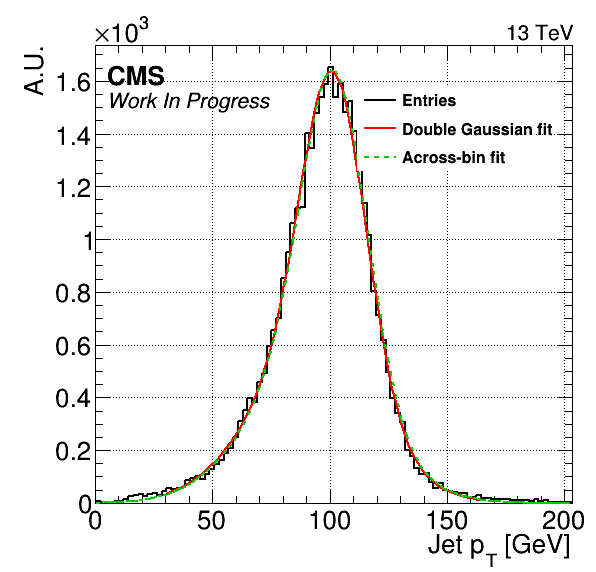 ×10³
13 TeV
A.U.
CMS
Work In Progress
Entries
Double Gaussian fit
Across-bin fit
1.6
1.4
1.2
1
0.8
0.6
0.4
0.2
0
0 50 100 150 200
Jet p_T [GeV]